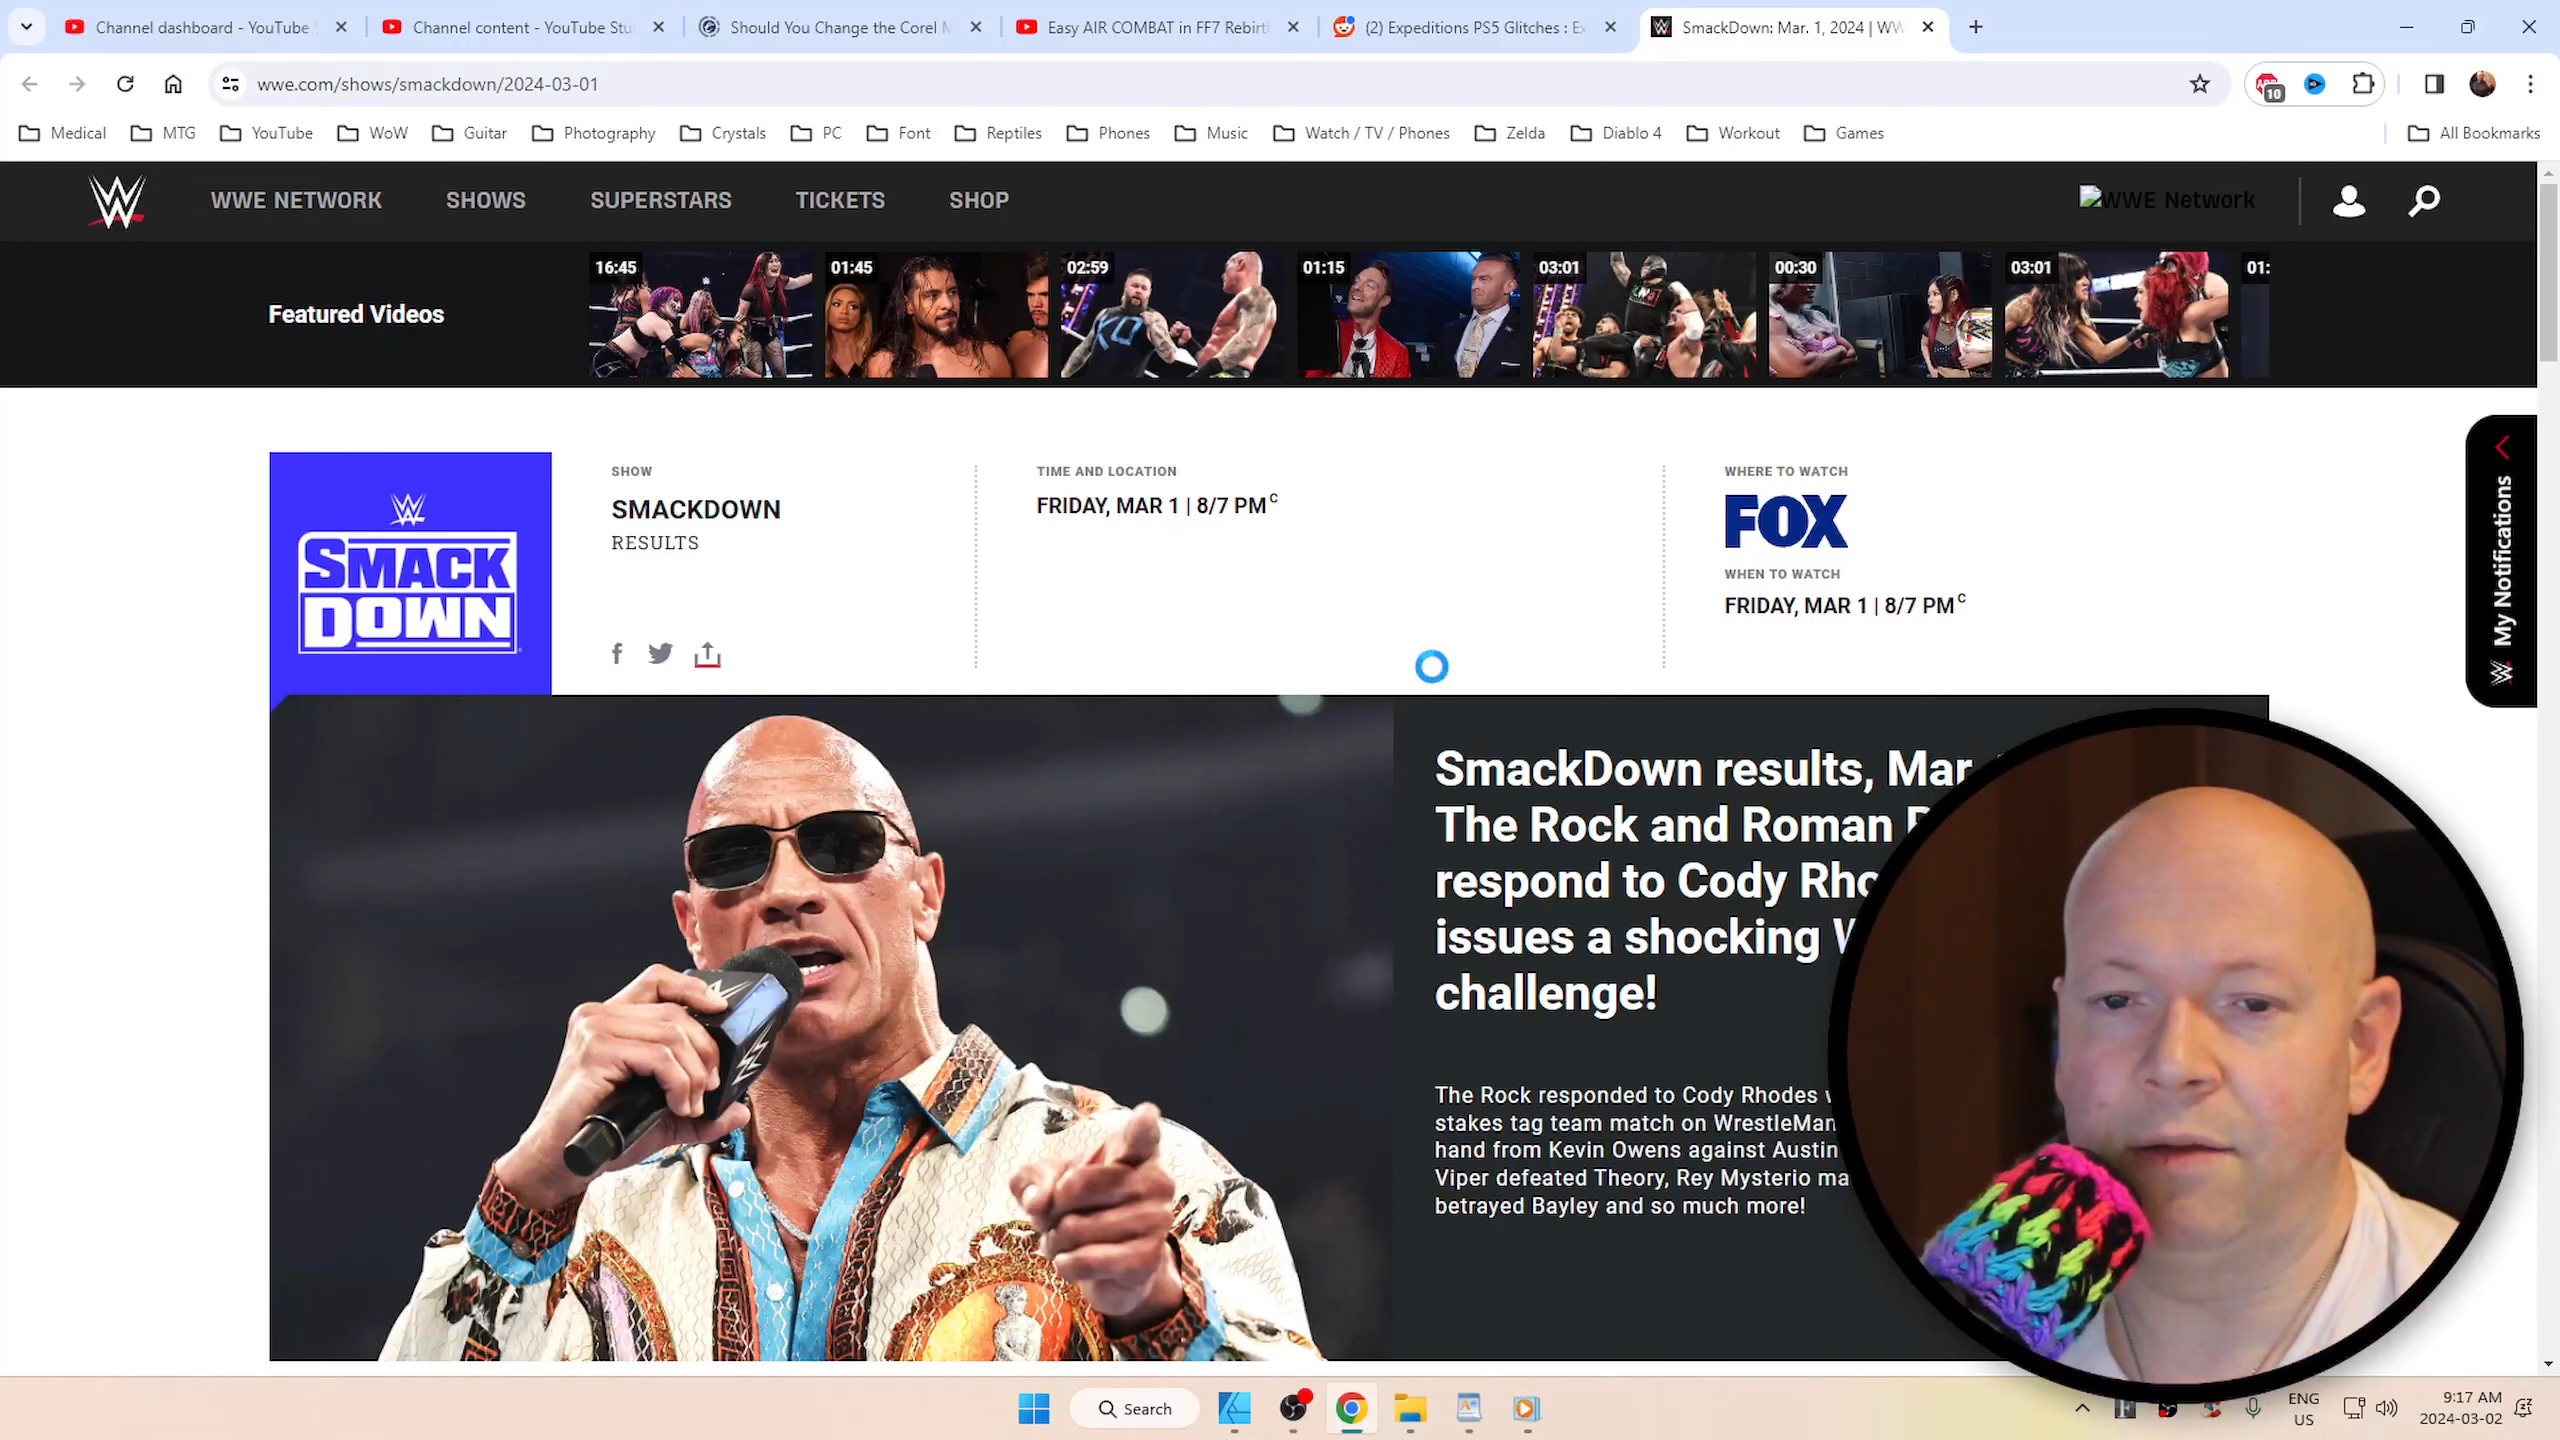 Channel dashboard - YouTube S
Channel content - YouTube Stu
Should You Change the Corel M
Easy AIR COMBAT in FF7 Rebirt
(2) Expeditions PS5 Glitches : Ex
SmackDown: Mar. 1, 2024 | WW
wwe.com/shows/smackdown/2024-03-01
10
Medical
MTG
YouTube
WoW
Guitar
Photography
Crystals
PC
Font
Reptiles
Phones
Music
Watch / TV / Phones
Zelda
Diablo 4
Workout
Games
All Bookmarks
WWE NETWORK
SHOWS
SUPERSTARS
TICKETS
SHOP
WWE Network
Featured Videos
16:45
01:45
02:59
01:15
03:01
00:30
03:01
01:
SMACK
DOWN
SHOW
SMACKDOWN
RESULTS
TIME AND LOCATION
FRIDAY, MAR 1 | 8/7 PM C
WHERE TO WATCH
FOX
WHEN TO WATCH
FRIDAY, MAR 1 | 8/7 PM C
My Notifications
SmackDown results, Mar.
The Rock and Roman
respond to Cody Rho
issues a shocking W
challenge!
The Rock responded to Cody Rhodes
stakes tag team match on WrestleMan
hand from Kevin Owens against Austin
Viper defeated Theory, Rey Mysterio ma
betrayed Bayley and so much more!
Search
ENG
US
9:17 AM
2024-03-02